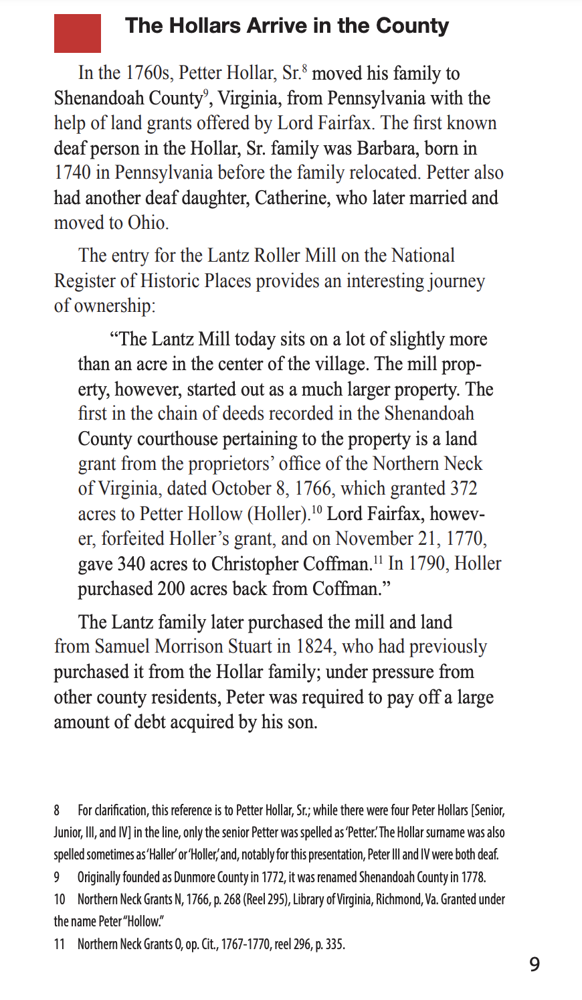 The Hollars Arrive in the County
In the 1760s, Petter Hollar, Sr.⁸ moved his family to
Shenandoah County⁹, Virginia, from Pennsylvania with the
help of land grants offered by Lord Fairfax. The first known
deaf person in the Hollar, Sr. family was Barbara, born in
1740 in Pennsylvania before the family relocated. Petter also
had another deaf daughter, Catherine, who later married and
moved to Ohio.
The entry for the Lantz Roller Mill on the National
Register of Historic Places provides an interesting journey
of ownership:
“The Lantz Mill today sits on a lot of slightly more
than an acre in the center of the village. The mill prop-
erty, however, started out as a much larger property. The
first in the chain of deeds recorded in the Shenandoah
County courthouse pertaining to the property is a land
grant from the proprietors’ office of the Northern Neck
of Virginia, dated October 8, 1766, which granted 372
acres to Petter Hollow (Holler).¹⁰ Lord Fairfax, howev-
er, forfeited Holler’s grant, and on November 21, 1770,
gave 340 acres to Christopher Coffman.¹¹ In 1790, Holler
purchased 200 acres back from Coffman.”
The Lantz family later purchased the mill and land
from Samuel Morrison Stuart in 1824, who had previously
purchased it from the Hollar family; under pressure from
other county residents, Peter was required to pay off a large
amount of debt acquired by his son.
8 For clarification, this reference is to Petter Hollar, Sr.; while there were four Peter Hollars [Senior,
Junior, III, and IV] in the line, only the senior Petter was spelled as ‘Petter.’ The Hollar surname was also
spelled sometimes as ‘Haller’ or ‘Holler,’ and, notably for this presentation, Peter III and IV were both deaf.
9 Originally founded as Dunmore County in 1772, it was renamed Shenandoah County in 1778.
10 Northern Neck Grants N, 1766, p. 268 (Reel 295), Library of Virginia, Richmond, Va. Granted under
the name Peter “Hollow.”
11 Northern Neck Grants O, op. Cit., 1767-1770, reel 296, p. 335.
9